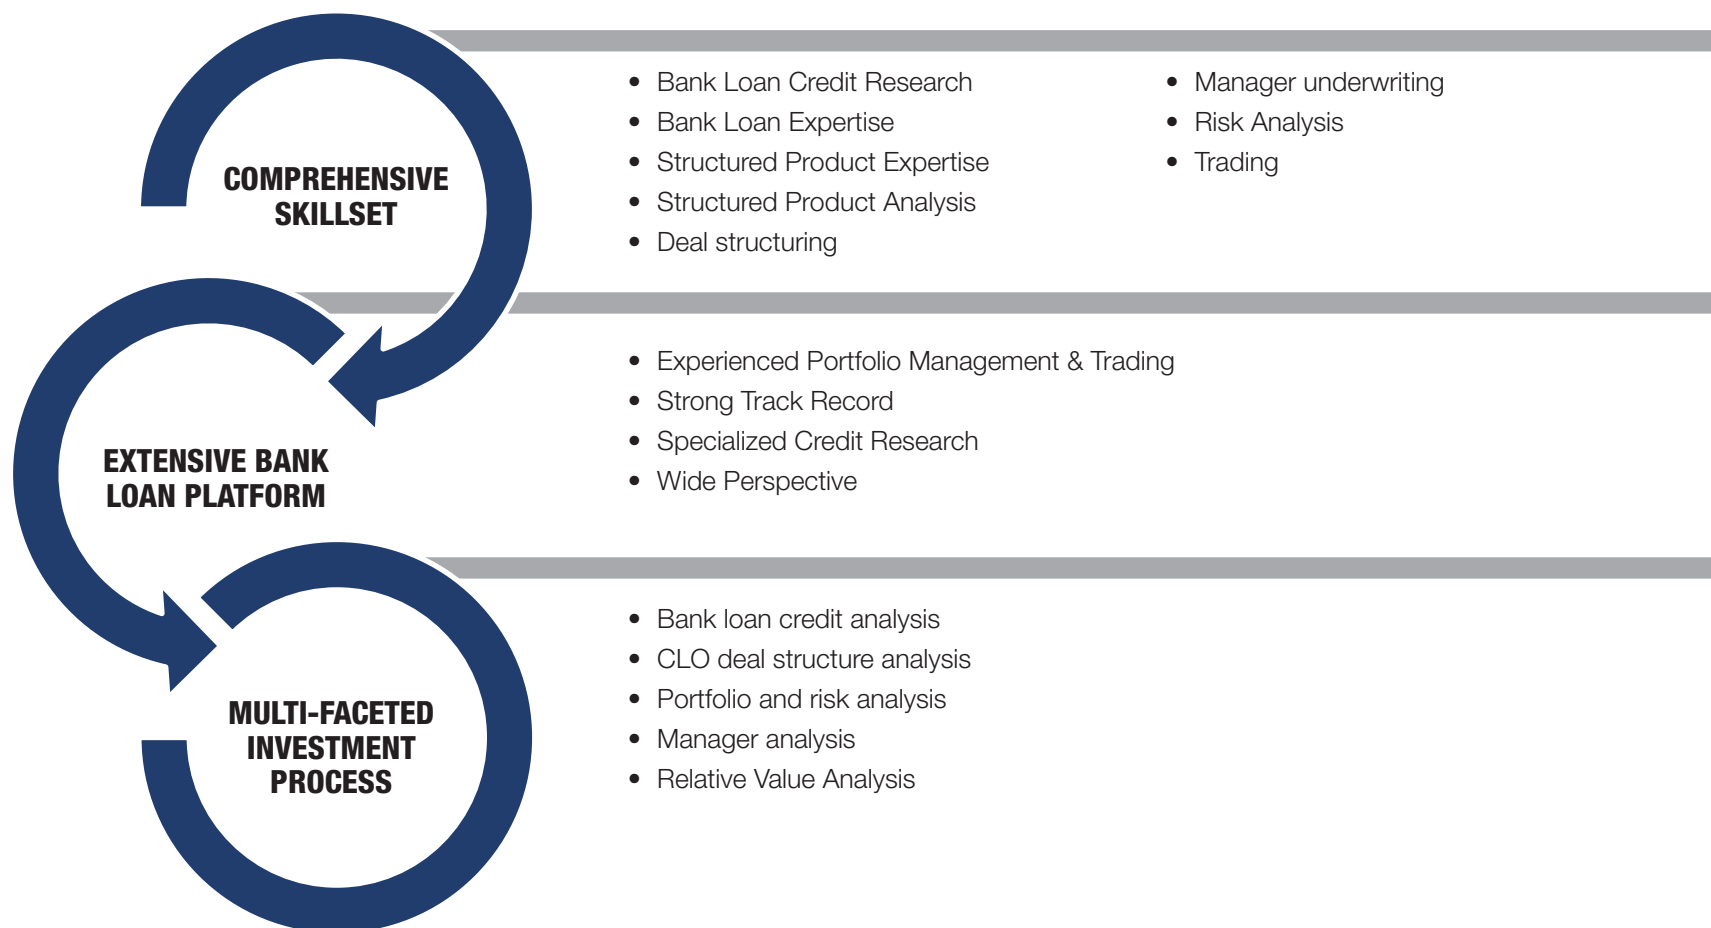 COMPREHENSIVE
SKILLSET
• Bank Loan Credit Research
• Bank Loan Expertise
• Structured Product Expertise
• Structured Product Analysis
• Deal structuring
• Manager underwriting
• Risk Analysis
• Trading
EXTENSIVE BANK
LOAN PLATFORM
• Experienced Portfolio Management & Trading
• Strong Track Record
• Specialized Credit Research
• Wide Perspective
MULTI-FACETED
INVESTMENT
PROCESS
• Bank loan credit analysis
• CLO deal structure analysis
• Portfolio and risk analysis
• Manager analysis
• Relative Value Analysis